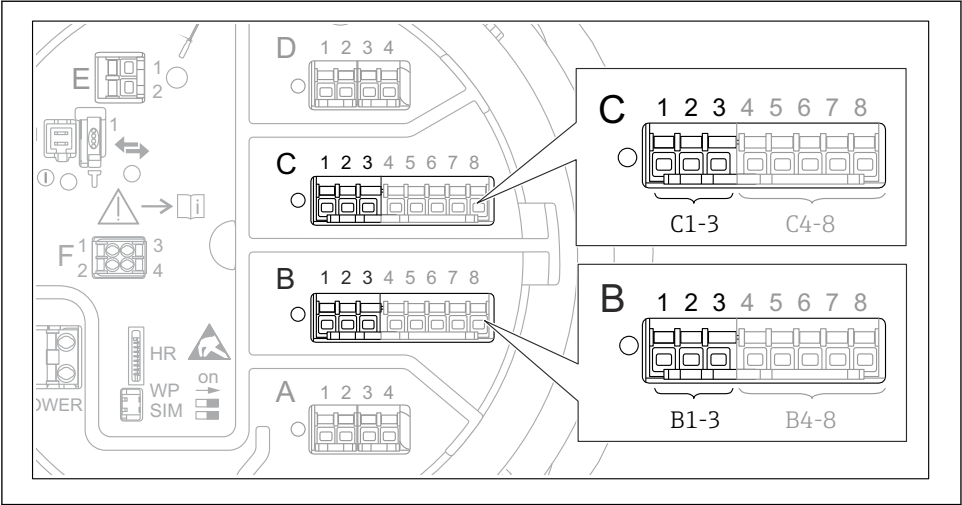 D 1 2 3 4
E 1
2
1
C 1 2 3 4 5 6 7 8
i
F 1 3
2 4
B 1 2 3 4 5 6 7 8
HR
WP
SIM
on
OWER
A 1 2 3 4
C 1 2 3 4 5 6 7 8
C1-3 C4-8
B 1 2 3 4 5 6 7 8
B1-3 B4-8